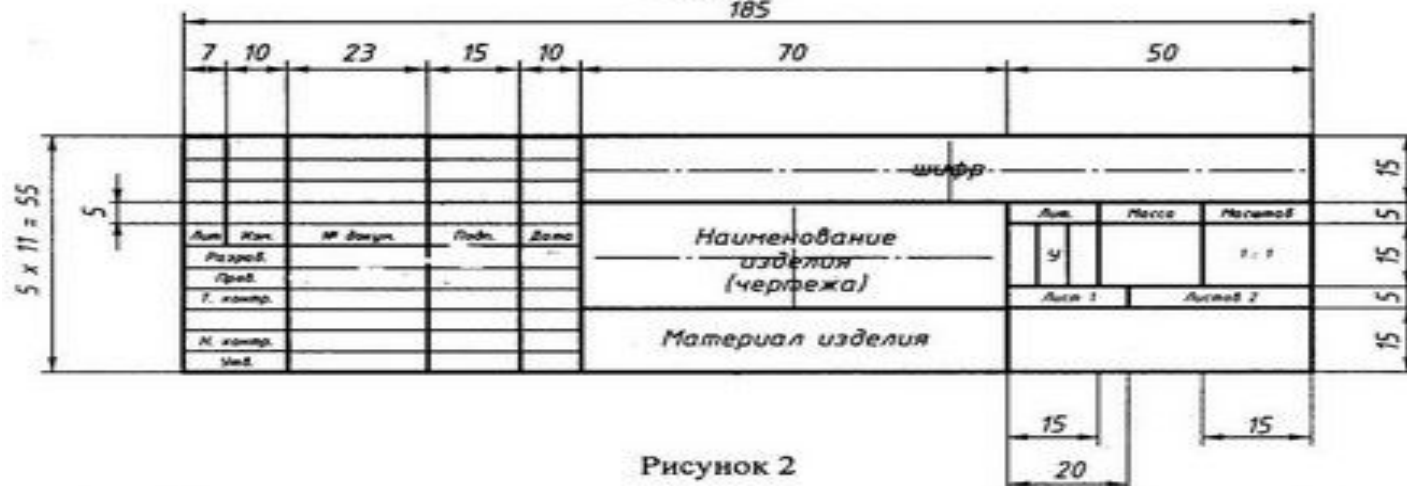 185
7 10 23 15 10 70 50
5 x 11 = 55
5
шифр
15
Лит. Масса Масштаб
5
Лит Изм. № докум. Подп. Дата
Наименование
изделия
(чертежа)
У
1:1
15
Разраб.
Пров.
Т. контр.
Лист 1 Листов 2
5
Н. контр.
Утв.
Материал изделия
15
15 15
20
Рисунок 2